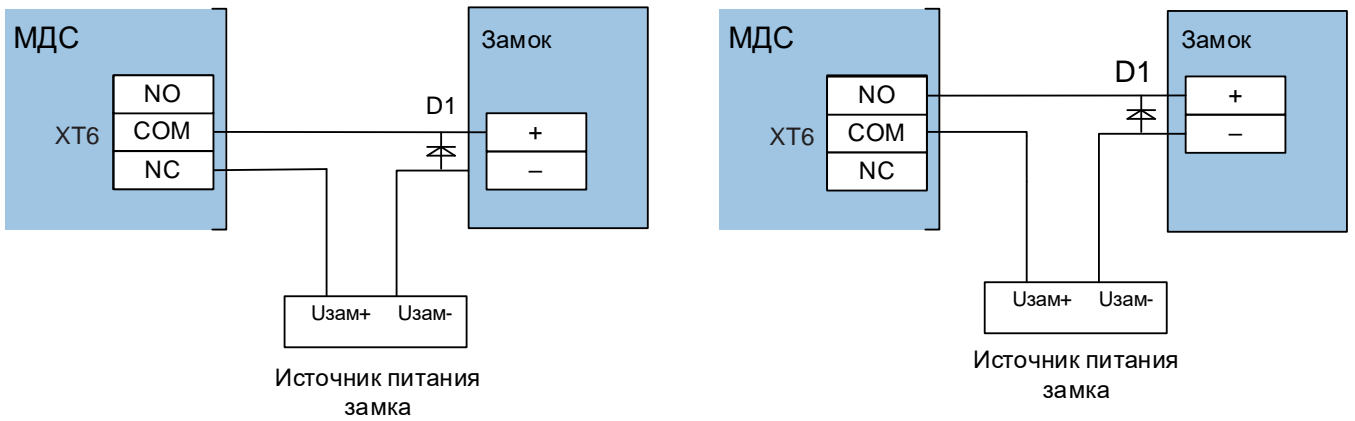 МДС
Замок
D1
NO
XT6
COM
NC
+
–
Uзам+
Uзам-
Источник питания
замка
МДС
Замок
D1
NO
XT6
COM
NC
+
–
Uзам+
Uзам-
Источник питания
замка